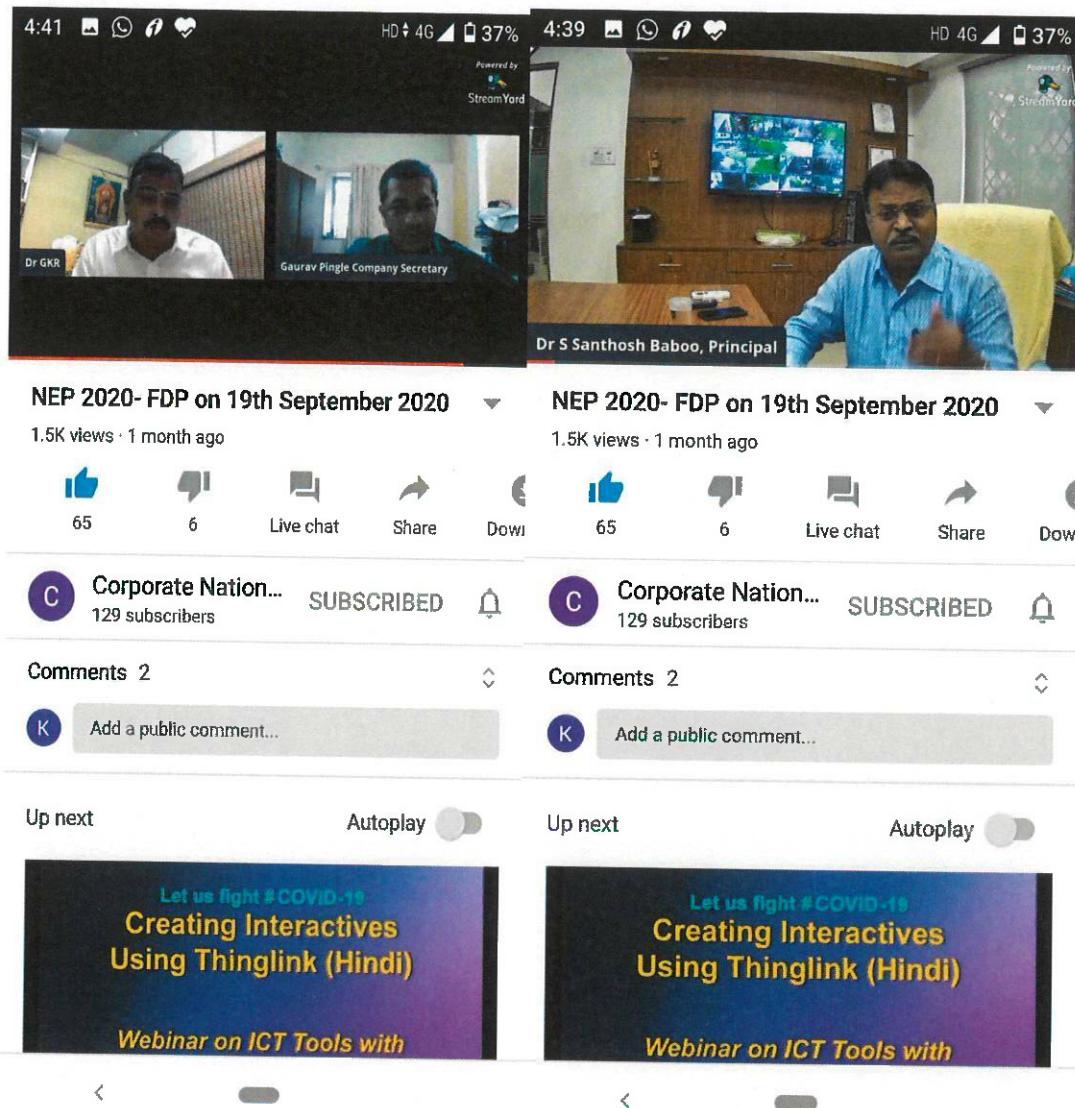 4:41
HD 4G 37%
Powered by
StreamYard
Dr GKR
Gaurav Pingle Company Secretary
NEP 2020- FDP on 19th September 2020
1.5K views · 1 month ago
65
6
Live chat
Share
Down
C
Corporate Nation...
129 subscribers
SUBSCRIBED
Comments 2
K
Add a public comment...
Up next
Autoplay
Let us fight #COVID-19
Creating Interactives
Using Thinglink (Hindi)
Webinar on ICT Tools with
4:39
HD 4G 37%
Powered by
StreamYard
Dr S Santhosh Baboo, Principal
NEP 2020- FDP on 19th September 2020
1.5K views · 1 month ago
65
6
Live chat
Share
Dow
C
Corporate Nation...
129 subscribers
SUBSCRIBED
Comments 2
K
Add a public comment...
Up next
Autoplay
Let us fight #COVID-19
Creating Interactives
Using Thinglink (Hindi)
Webinar on ICT Tools with